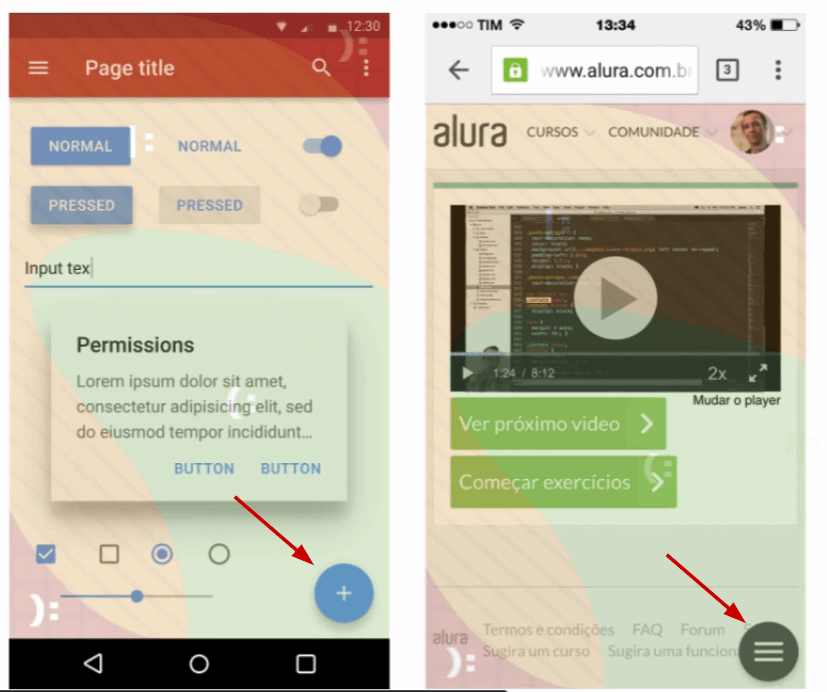 12:30
Page title
NORMAL NORMAL
PRESSED PRESSED
Input tex
Permissions
Lorem ipsum dolor sit amet,
consectetur adipisicing elit, sed
do eiusmod tempor incididunt...
BUTTON BUTTON
TIM 13:34 43%
www.alura.com.br
3
alura CURSOS COMUNIDADE
1:24 / 8:12 2x
Mudar o player
Ver próximo video
Começar exercícios
alura
Termos e condições FAQ Forum S
Sugira um curso Sugira uma funciona